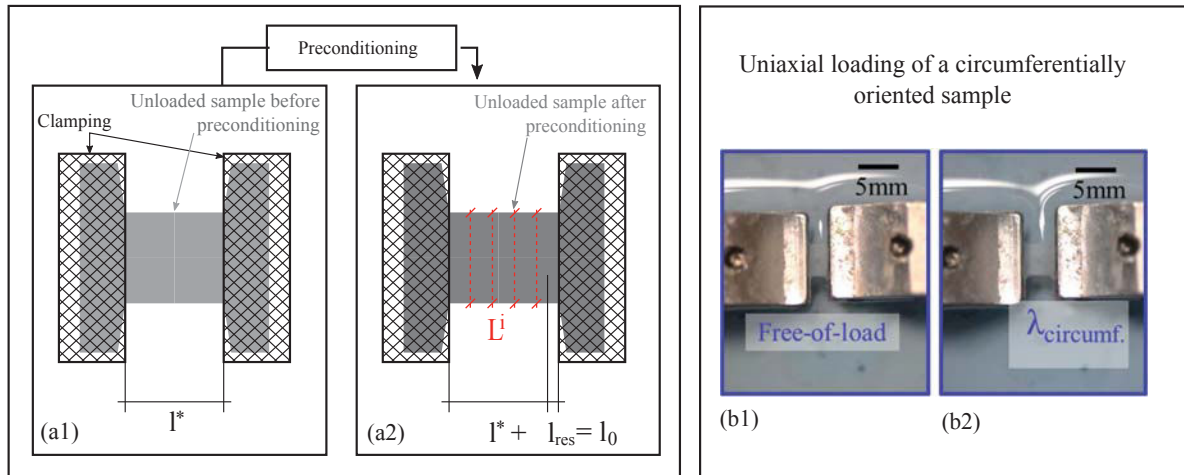 Preconditioning
Unloaded sample before
preconditioning
Clamping
l*
(a1)
Unloaded sample after
preconditioning
L^i
l* + l_res = l_0
(a2)
Uniaxial loading of a circumferentially
oriented sample
5mm
Free-of-load
(b1)
5mm
λ_circumf.
(b2)